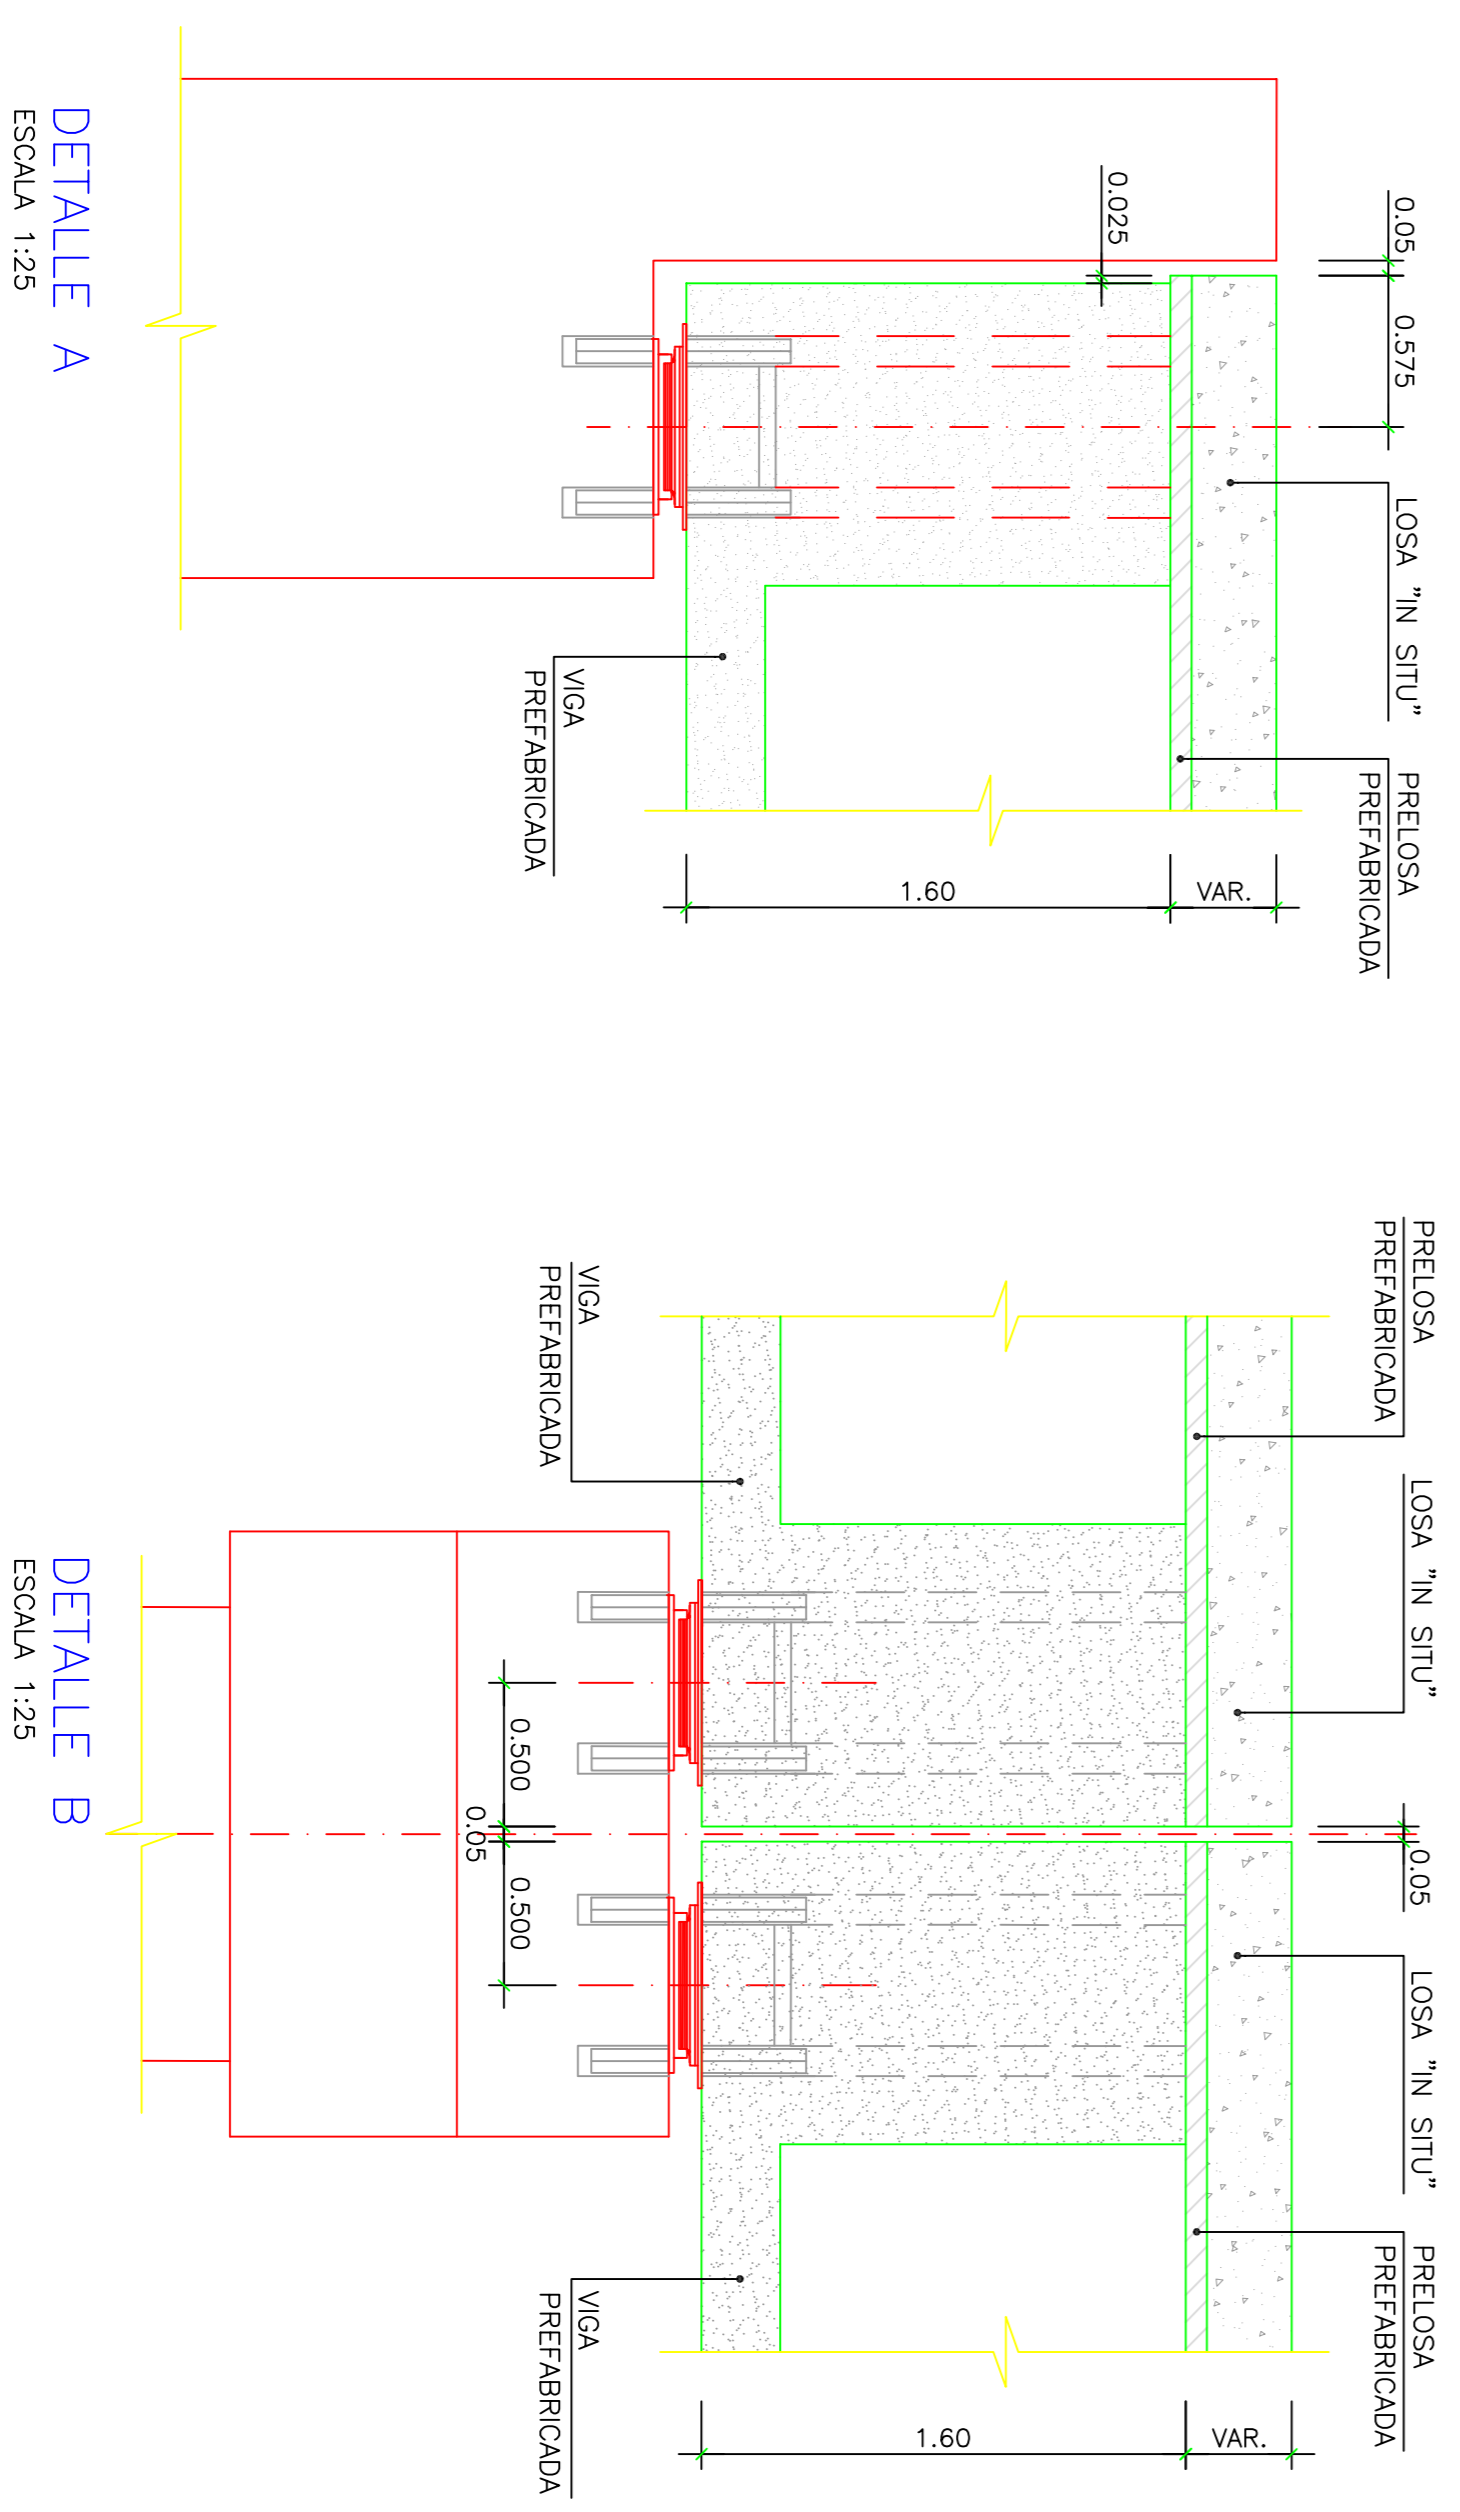 0.05
0.575
0.025
LOSA "IN SITU"
PRELOSA
PREFABRICADA
VIGA
PREFABRICADA
1.60
VAR.
DETALLE A
ESCALA 1:25
PRELOSA
PREFABRICADA
LOSA "IN SITU"
0.05
LOSA "IN SITU"
PRELOSA
PREFABRICADA
VIGA
PREFABRICADA
0.500
0.05
0.500
VIGA
PREFABRICADA
1.60
VAR.
DETALLE B
ESCALA 1:25